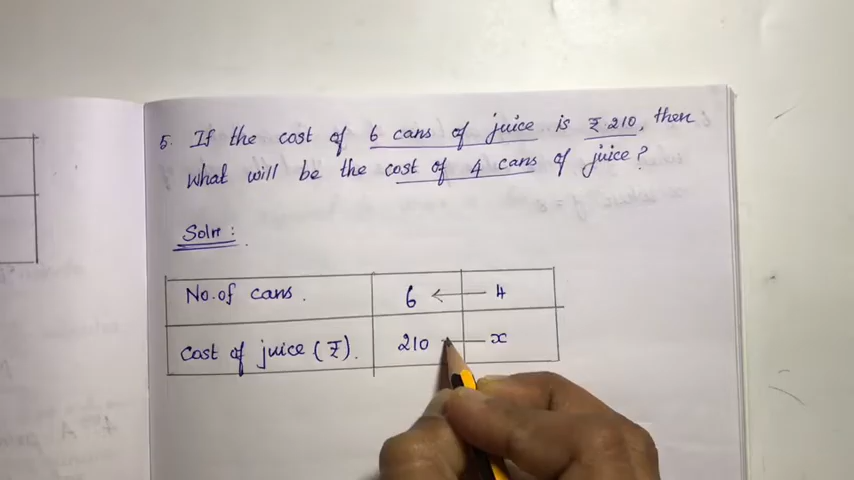 5. If the cost of 6 cans of juice is ₹ 210, then
what will be the cost of 4 cans of juice?
Soln:
No. of cans. 6 ← 4
Cost of juice (₹). 210 x